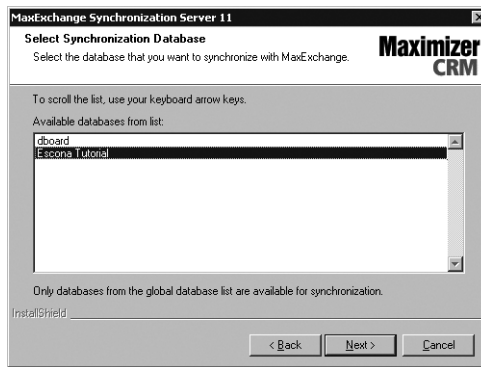 MaxExchange Synchronization Server 11
Select Synchronization Database
Select the database that you want to synchronize with MaxExchange.
Maximizer
CRM
To scroll the list, use your keyboard arrow keys.
Available databases from list:
dboard
Escona Tutorial
Only databases from the global database list are available for synchronization.
InstallShield
< Back
Next >
Cancel